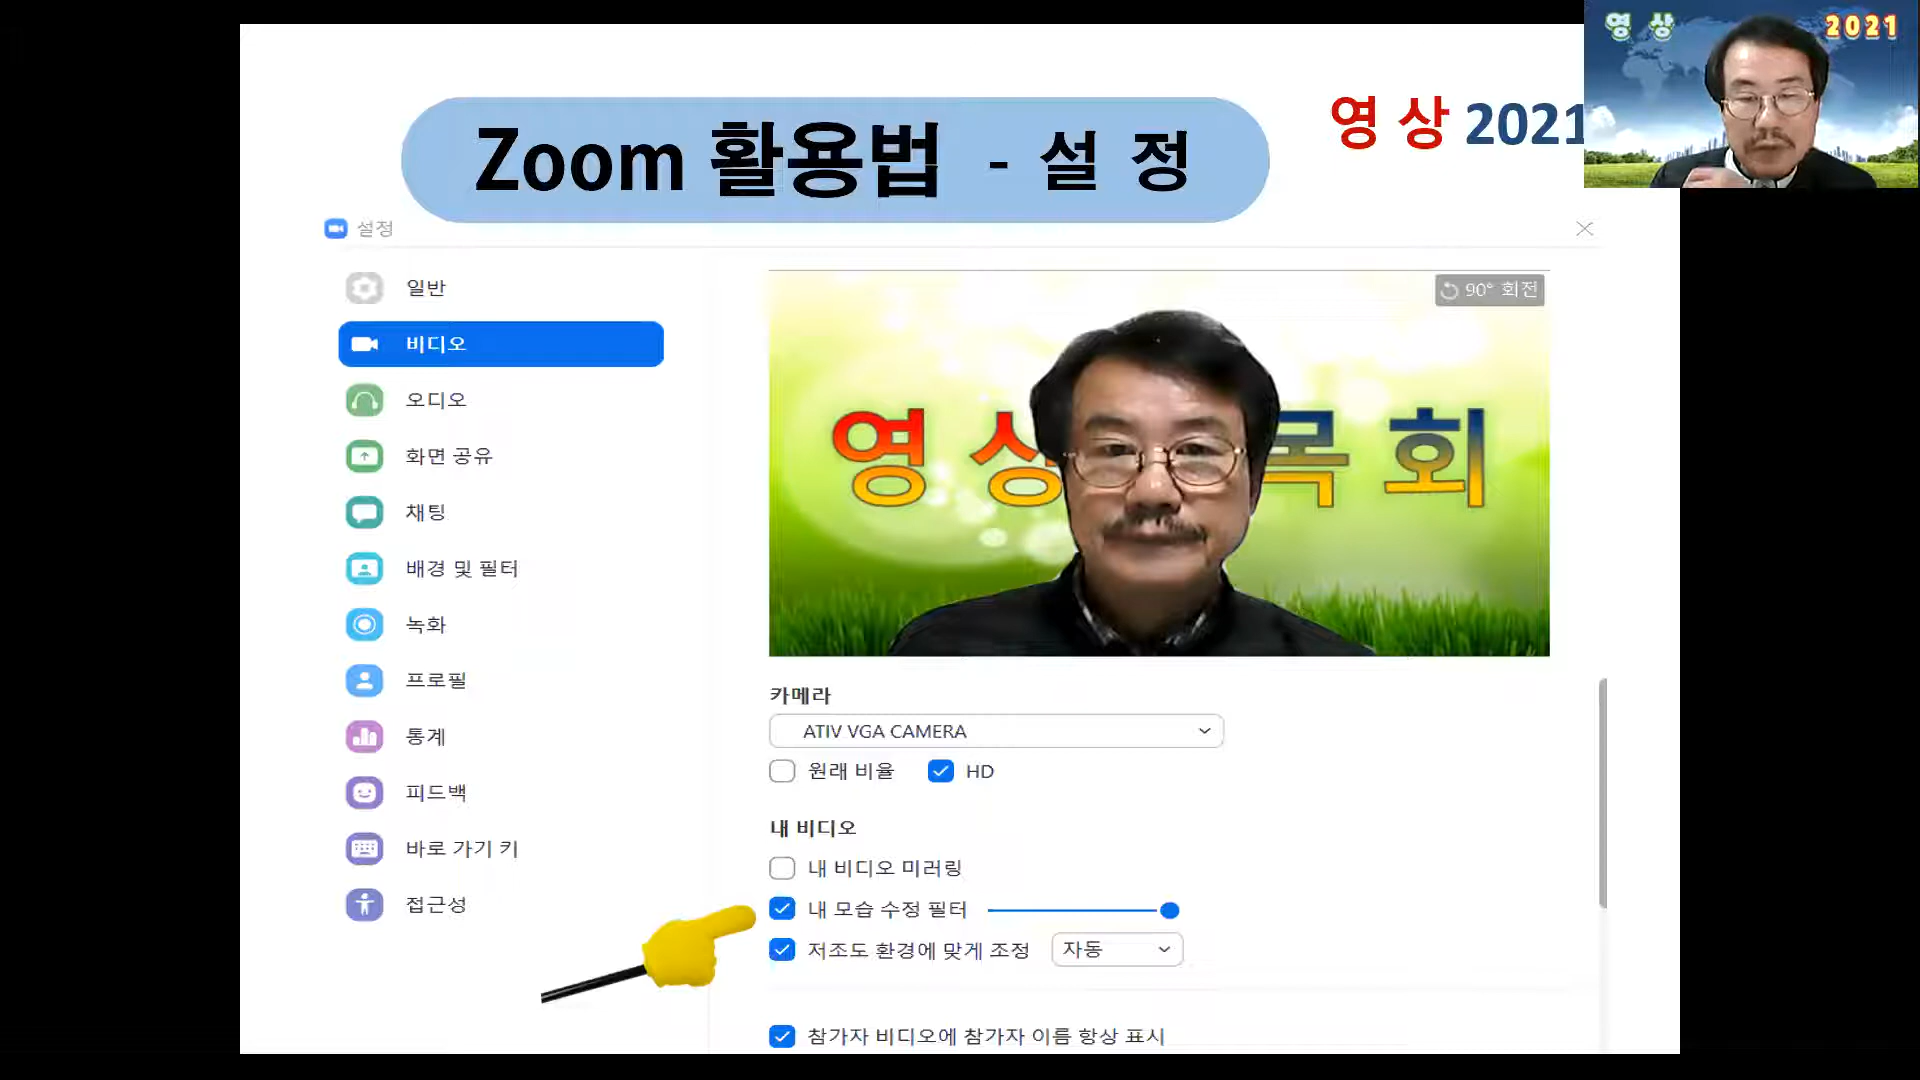 영 상 2021
Zoom 활용법 - 설 정
영 상 2021
설정
일반
비디오
오디오
화면 공유
채팅
배경 및 필터
녹화
프로필
통계
피드백
바로 가기 키
접근성
90° 회전
영 상 목 회
카메라
ATIV VGA CAMERA
원래 비율 HD
내 비디오
내 비디오 미러링
내 모습 수정 필터
저조도 환경에 맞게 조정 자동
참가자 비디오에 참가자 이름 항상 표시